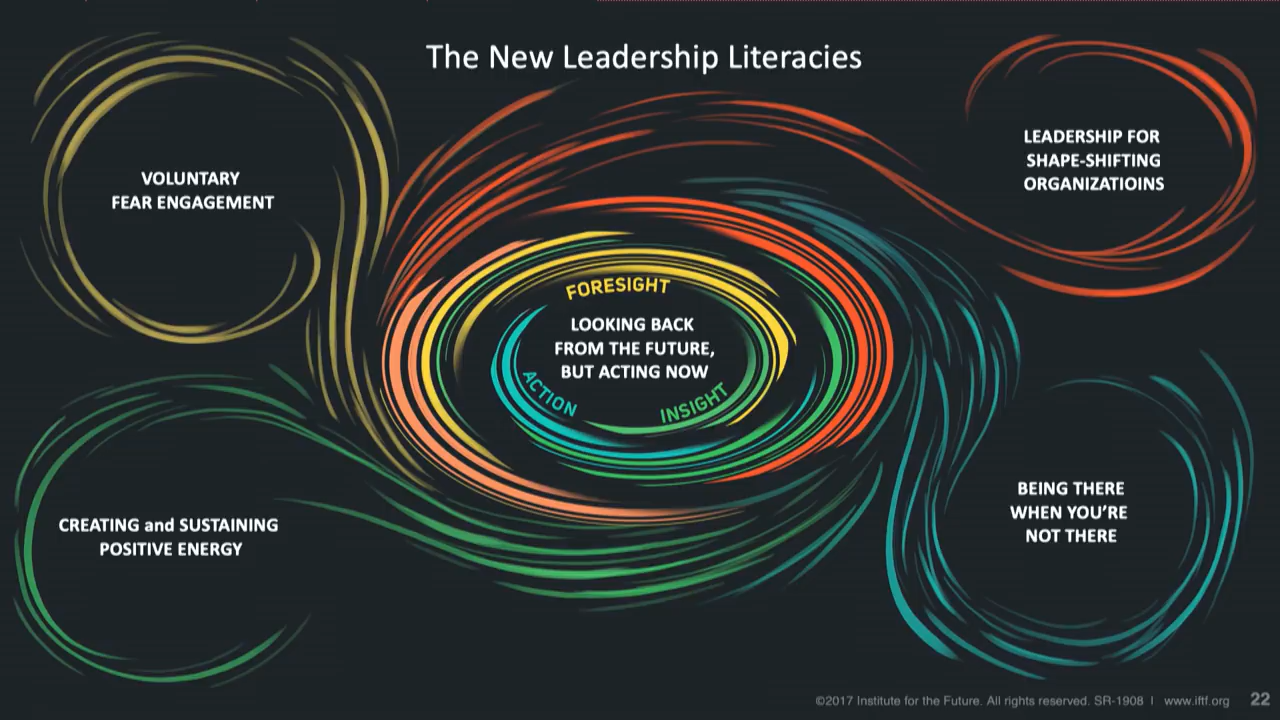 The New Leadership Literacies
VOLUNTARY
FEAR ENGAGEMENT
LEADERSHIP FOR
SHAPE-SHIFTING
ORGANIZATIOINS
FORESIGHT
LOOKING BACK
FROM THE FUTURE,
BUT ACTING NOW
ACTION
INSIGHT
CREATING and SUSTAINING
POSITIVE ENERGY
BEING THERE
WHEN YOU’RE
NOT THERE
©2017 Institute for the Future. All rights reserved. SR-1908 | www.iftf.org 22